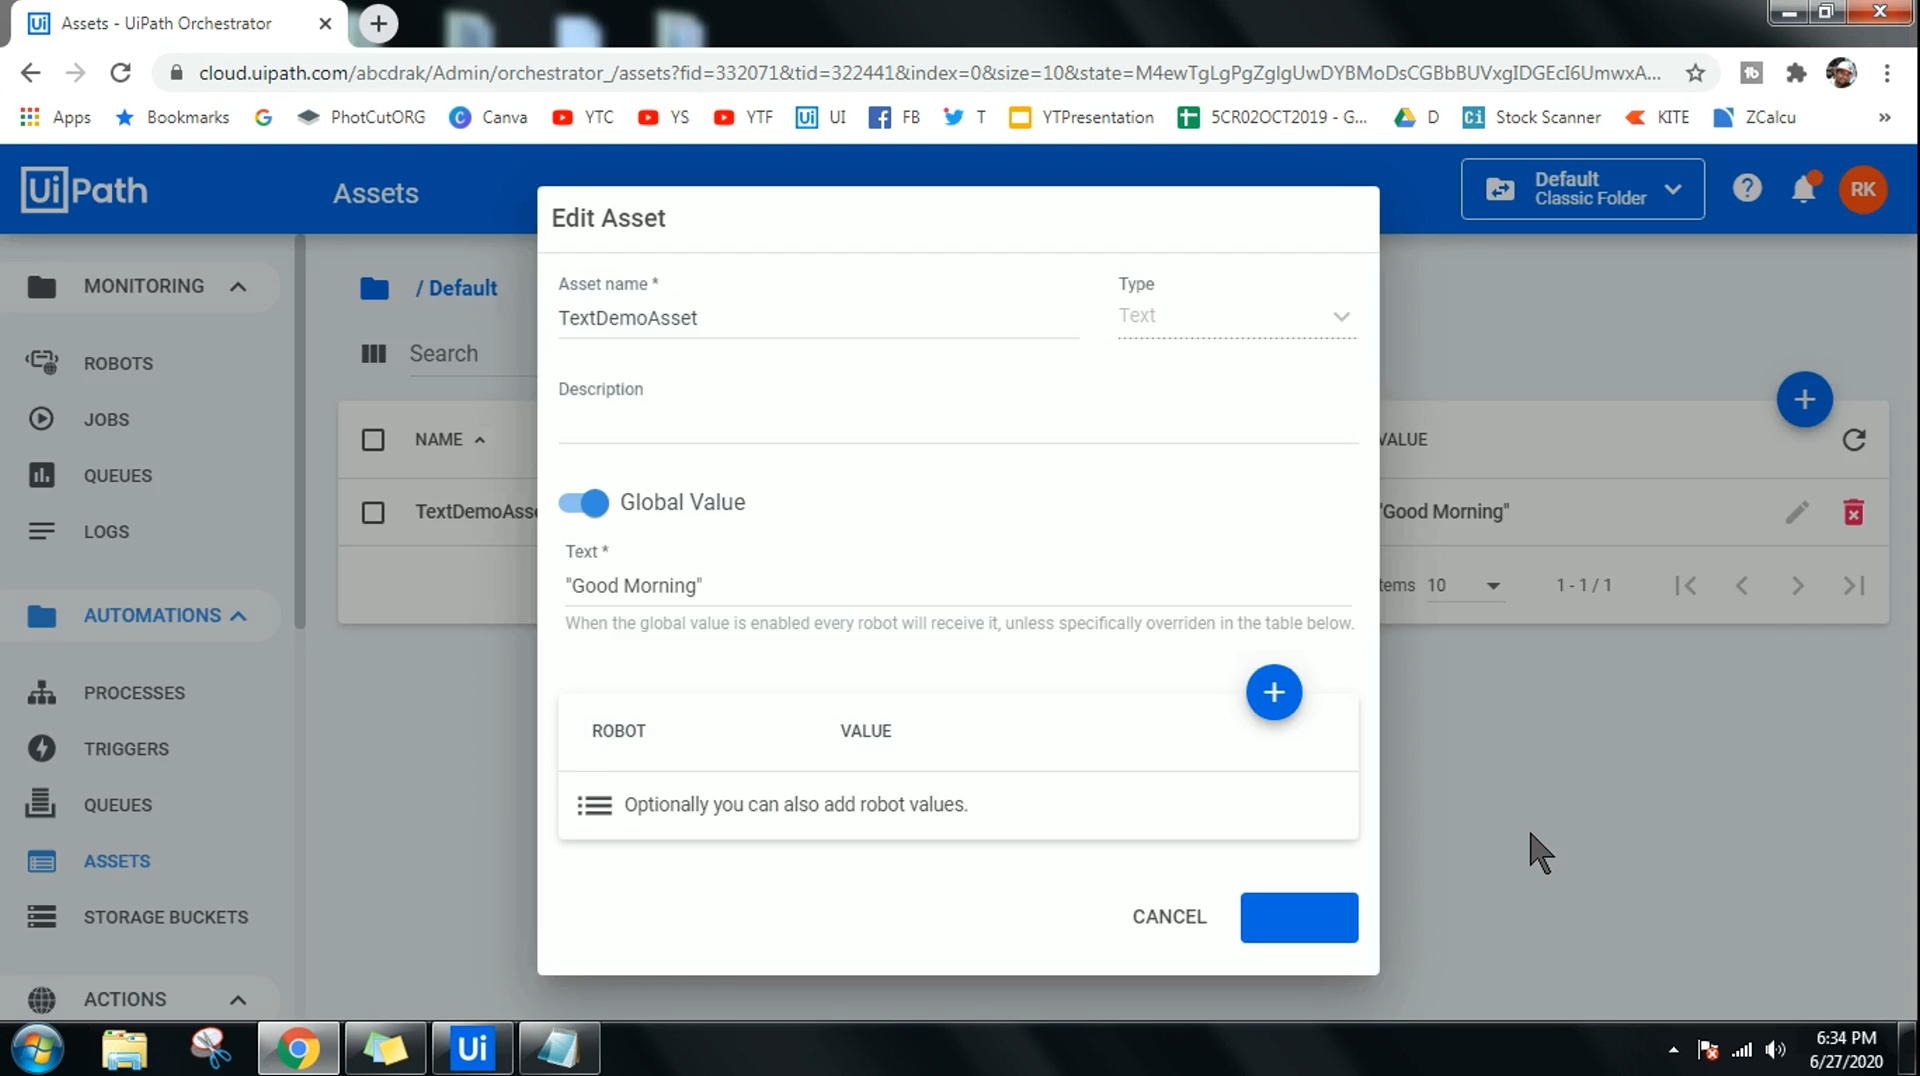 Ui Assets - UiPath Orchestrator
cloud.uipath.com/abcdrak/Admin/orchestrator_/assets?fid=332071&tid=322441&index=0&size=10&state=M4ewTgLgPgZglgUwDYBMoDsCGBbBUVxgIDGEcI6UmwxA...
Apps Bookmarks PhotCutORG Canva YTC YS YTF UI FB T YTPresentation 5CR02OCT2019 - G... D Stock Scanner KITE ZCalcu »
UiPath Assets Default
Classic Folder
RK
Edit Asset
MONITORING
/ Default
Asset name *
Type
TextDemoAsset
Text
Search
ROBOTS
Description
JOBS
NAME
VALUE
QUEUES
Global Value
TextDemoAsse
"Good Morning"
LOGS
Text *
"Good Morning"
tems 10 1 - 1 / 1
When the global value is enabled every robot will receive it, unless specifically overriden in the table below.
AUTOMATIONS
PROCESSES
ROBOT VALUE
TRIGGERS
Optionally you can also add robot values.
QUEUES
ASSETS
CANCEL
STORAGE BUCKETS
ACTIONS
Ui
6:34 PM
6/27/2020